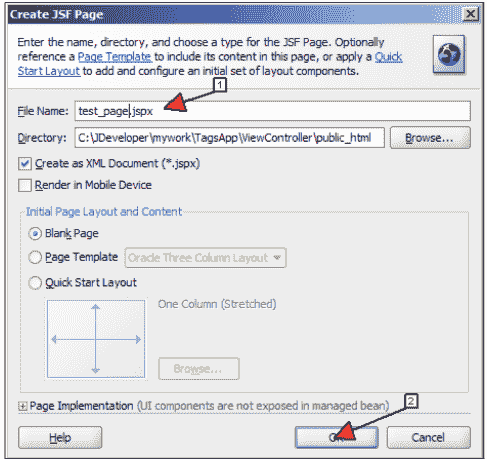 Create JSF Page
Enter the name, directory, and choose a type for the JSF Page. Optionally
reference a Page Template to include its content in this page, or apply a Quick
Start Layout to add and configure an initial set of layout components.
1
File Name: test_page.jspx
Directory: C:\JDeveloper\mywork\TagsApp\ViewController\public_html Browse...
Create as XML Document (*.jspx)
Render in Mobile Device
Initial Page Layout and Content
Blank Page
Page Template Oracle Three Column Layout
Quick Start Layout
One Column (Stretched)
Browse...
Page Implementation (UI components are not exposed in managed bean)
2
Help OK Cancel